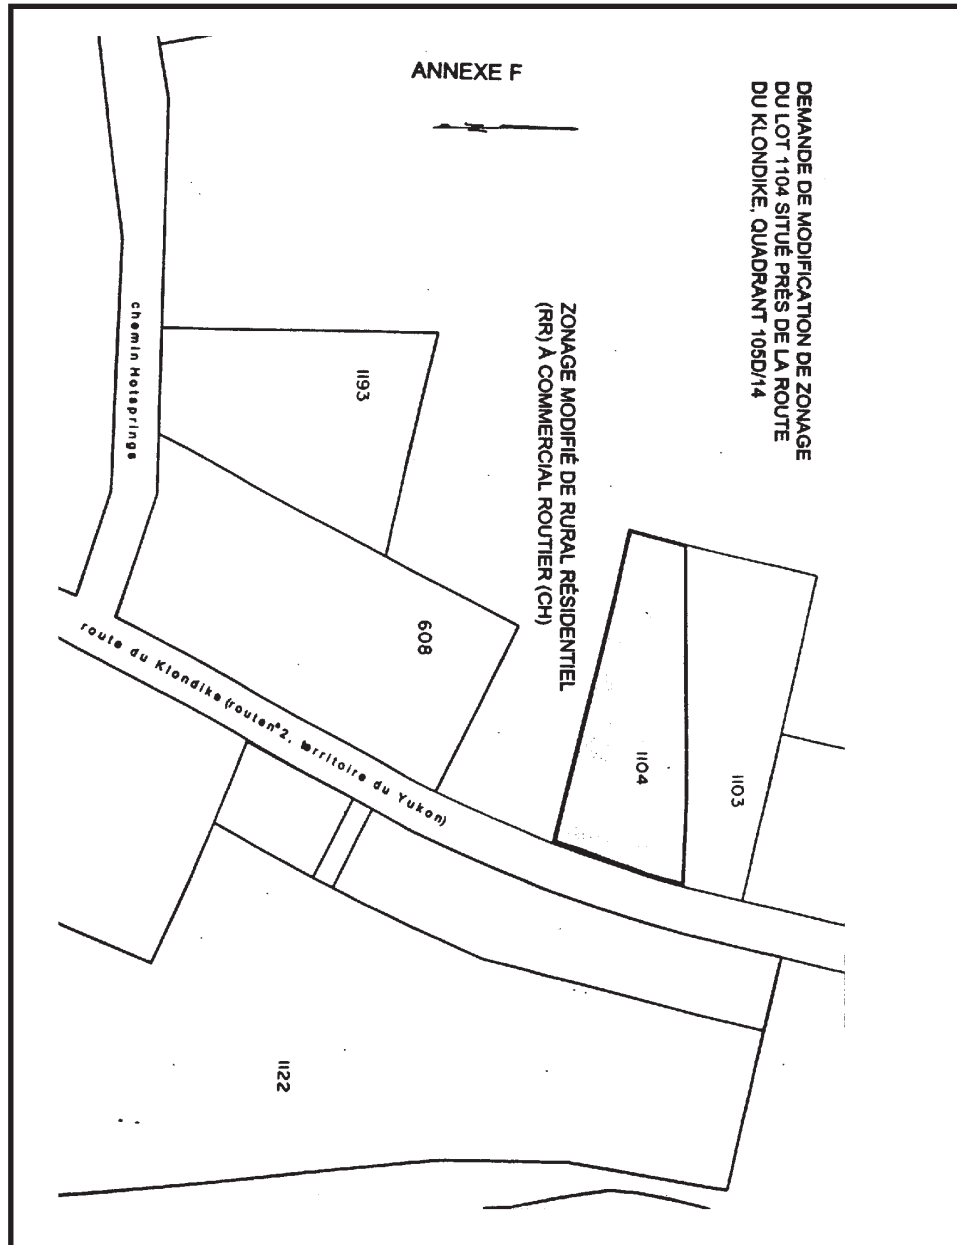 ANNEXE F
DEMANDE DE MODIFICATION DE ZONAGE
DU LOT 1104 SITUÉ PRÈS DE LA ROUTE
DU KLONDIKE, QUADRANT 105D/14
ZONAGE MODIFIÉ DE RURAL RÉSIDENTIEL
(RR) À COMMERCIAL ROUTIER (CH)
chemin Hotsprings
1193
608
1104
1103
route du Klondike (route nº2, territoire du Yukon)
1122